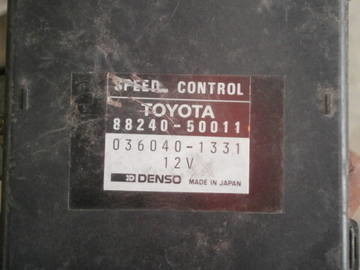 SPEED CONTROL
TOYOTA
88240-50011
036040-1331
12V
DENSO MADE IN JAPAN